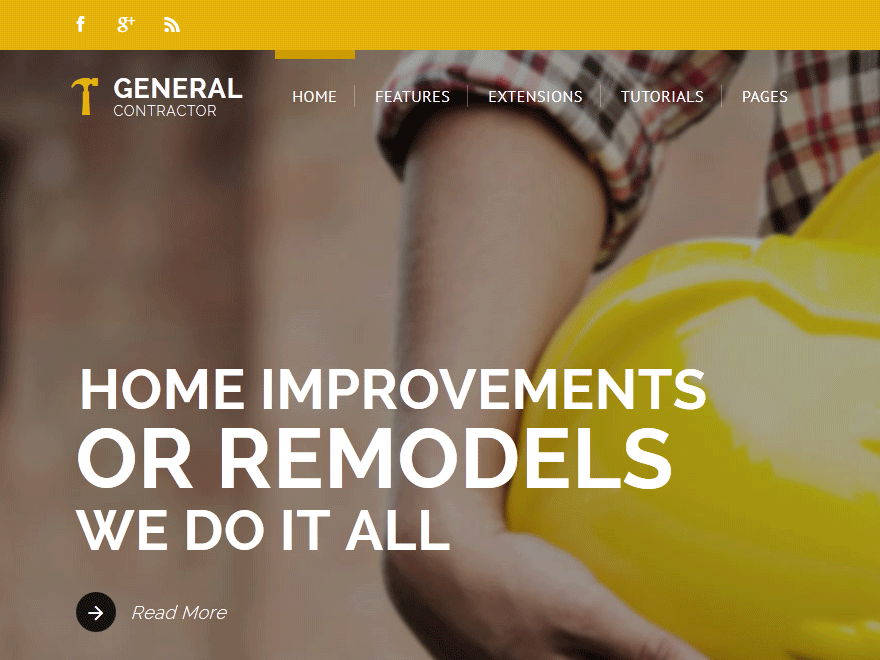 GENERAL
CONTRACTOR
HOME FEATURES EXTENSIONS TUTORIALS PAGES
HOME IMPROVEMENTS
OR REMODELS
WE DO IT ALL
Read More